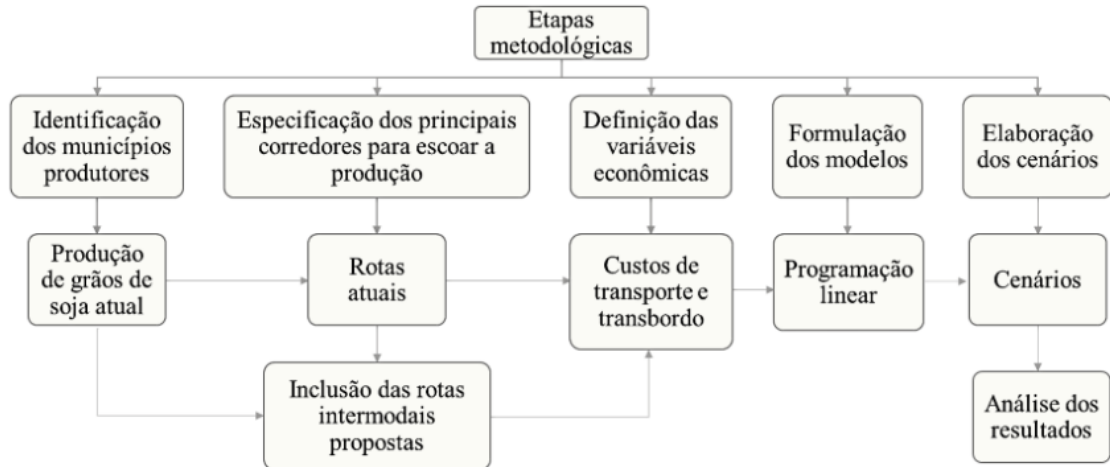 Etapas
metodológicas
Identificação
dos municípios
produtores
Especificação dos principais
corredores para escoar a
produção
Definição das
variáveis
econômicas
Formulação
dos modelos
Elaboração
dos cenários
Produção
de grãos de
soja atual
Rotas
atuais
Custos de
transporte e
transbordo
Programação
linear
Cenários
Inclusão das rotas
intermodais
propostas
Análise dos
resultados